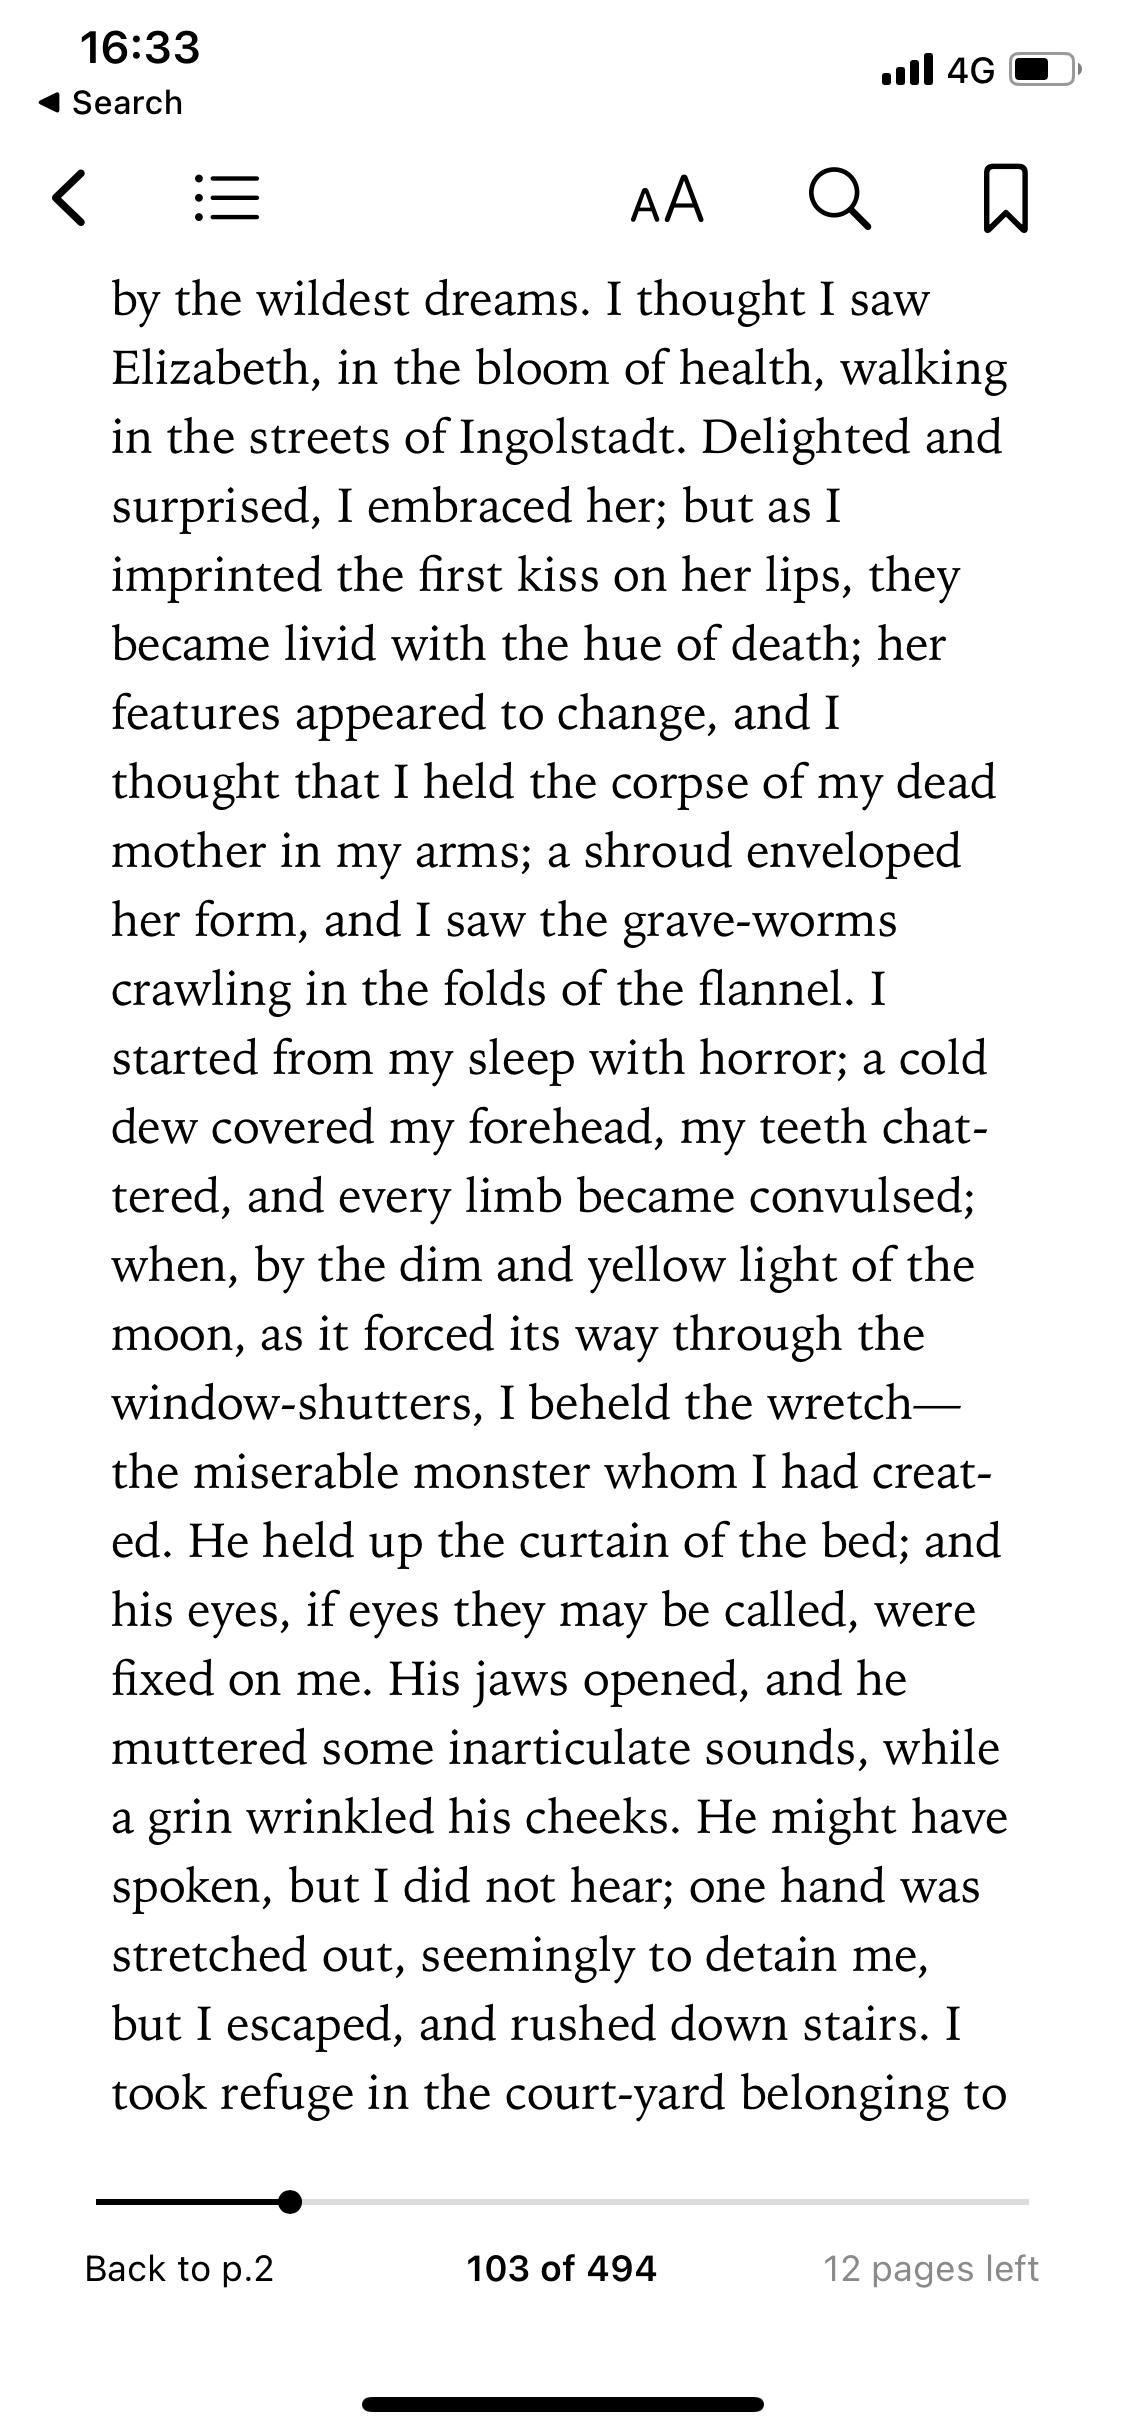 16:33
4G
Search
AA
by the wildest dreams. I thought I saw
Elizabeth, in the bloom of health, walking
in the streets of Ingolstadt. Delighted and
surprised, I embraced her; but as I
imprinted the first kiss on her lips, they
became livid with the hue of death; her
features appeared to change, and I
thought that I held the corpse of my dead
mother in my arms; a shroud enveloped
her form, and I saw the grave-worms
crawling in the folds of the flannel. I
started from my sleep with horror; a cold
dew covered my forehead, my teeth chat-
tered, and every limb became convulsed;
when, by the dim and yellow light of the
moon, as it forced its way through the
window-shutters, I beheld the wretch—
the miserable monster whom I had creat-
ed. He held up the curtain of the bed; and
his eyes, if eyes they may be called, were
fixed on me. His jaws opened, and he
muttered some inarticulate sounds, while
a grin wrinkled his cheeks. He might have
spoken, but I did not hear; one hand was
stretched out, seemingly to detain me,
but I escaped, and rushed down stairs. I
took refuge in the court-yard belonging to
Back to p.2
103 of 494
12 pages left